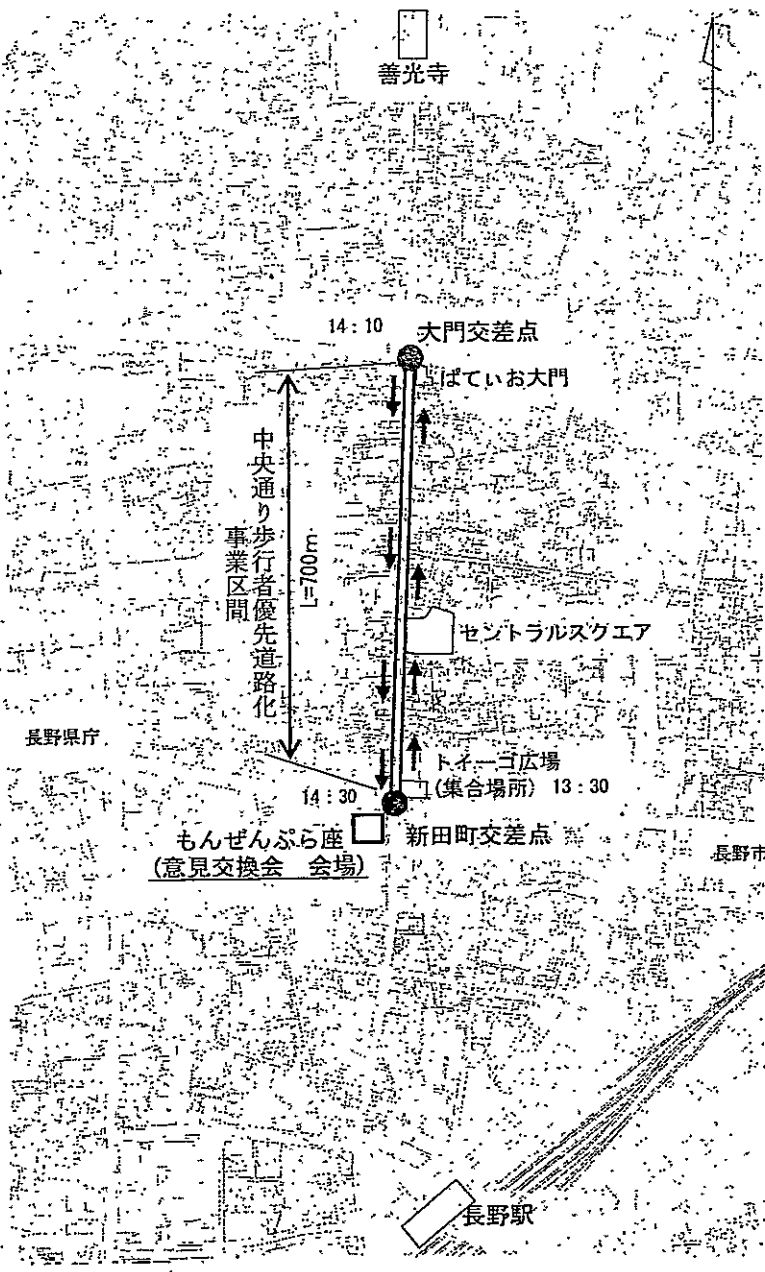 善光寺
14:10
大門交差点
ぱてぃお大門
中央通り歩行者優先道路化
事業区間
L=700m
セントラルスクエア
長野県庁
トイーゴ広場
(集合場所) 13:30
14:30
もんぜんぷら座
(意見交換会 会場)
新田町交差点
長野市
長野駅